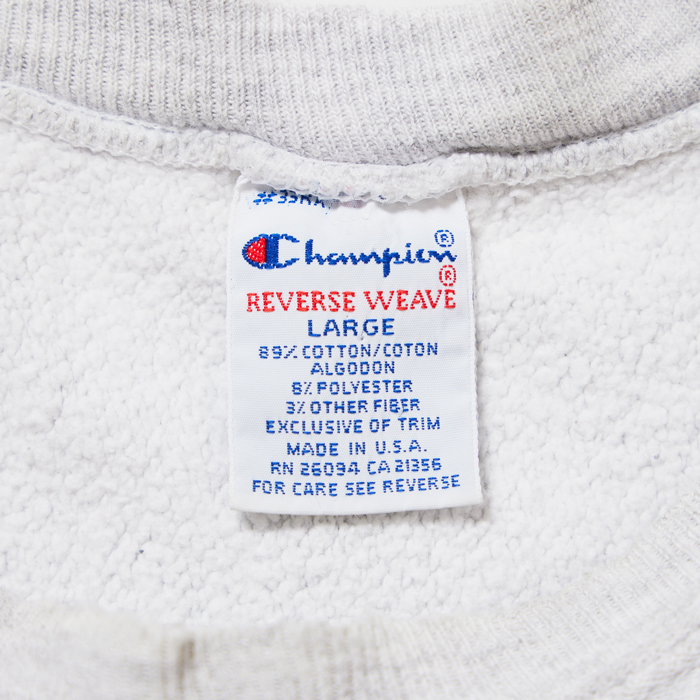 Champion®
REVERSE WEAVE®
LARGE
89% COTTON/COTON
ALGODON
8% POLYESTER
3% OTHER FIBER
EXCLUSIVE OF TRIM
MADE IN U.S.A.
RN 26094 CA 21356
FOR CARE SEE REVERSE